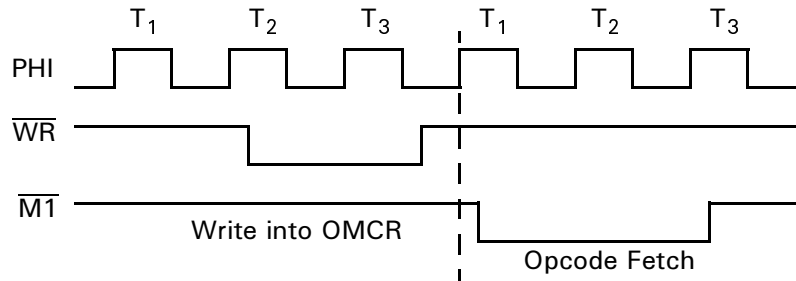 T1 T2 T3 T1 T2 T3
PHI
WR
M1
Write into OMCR
Opcode Fetch